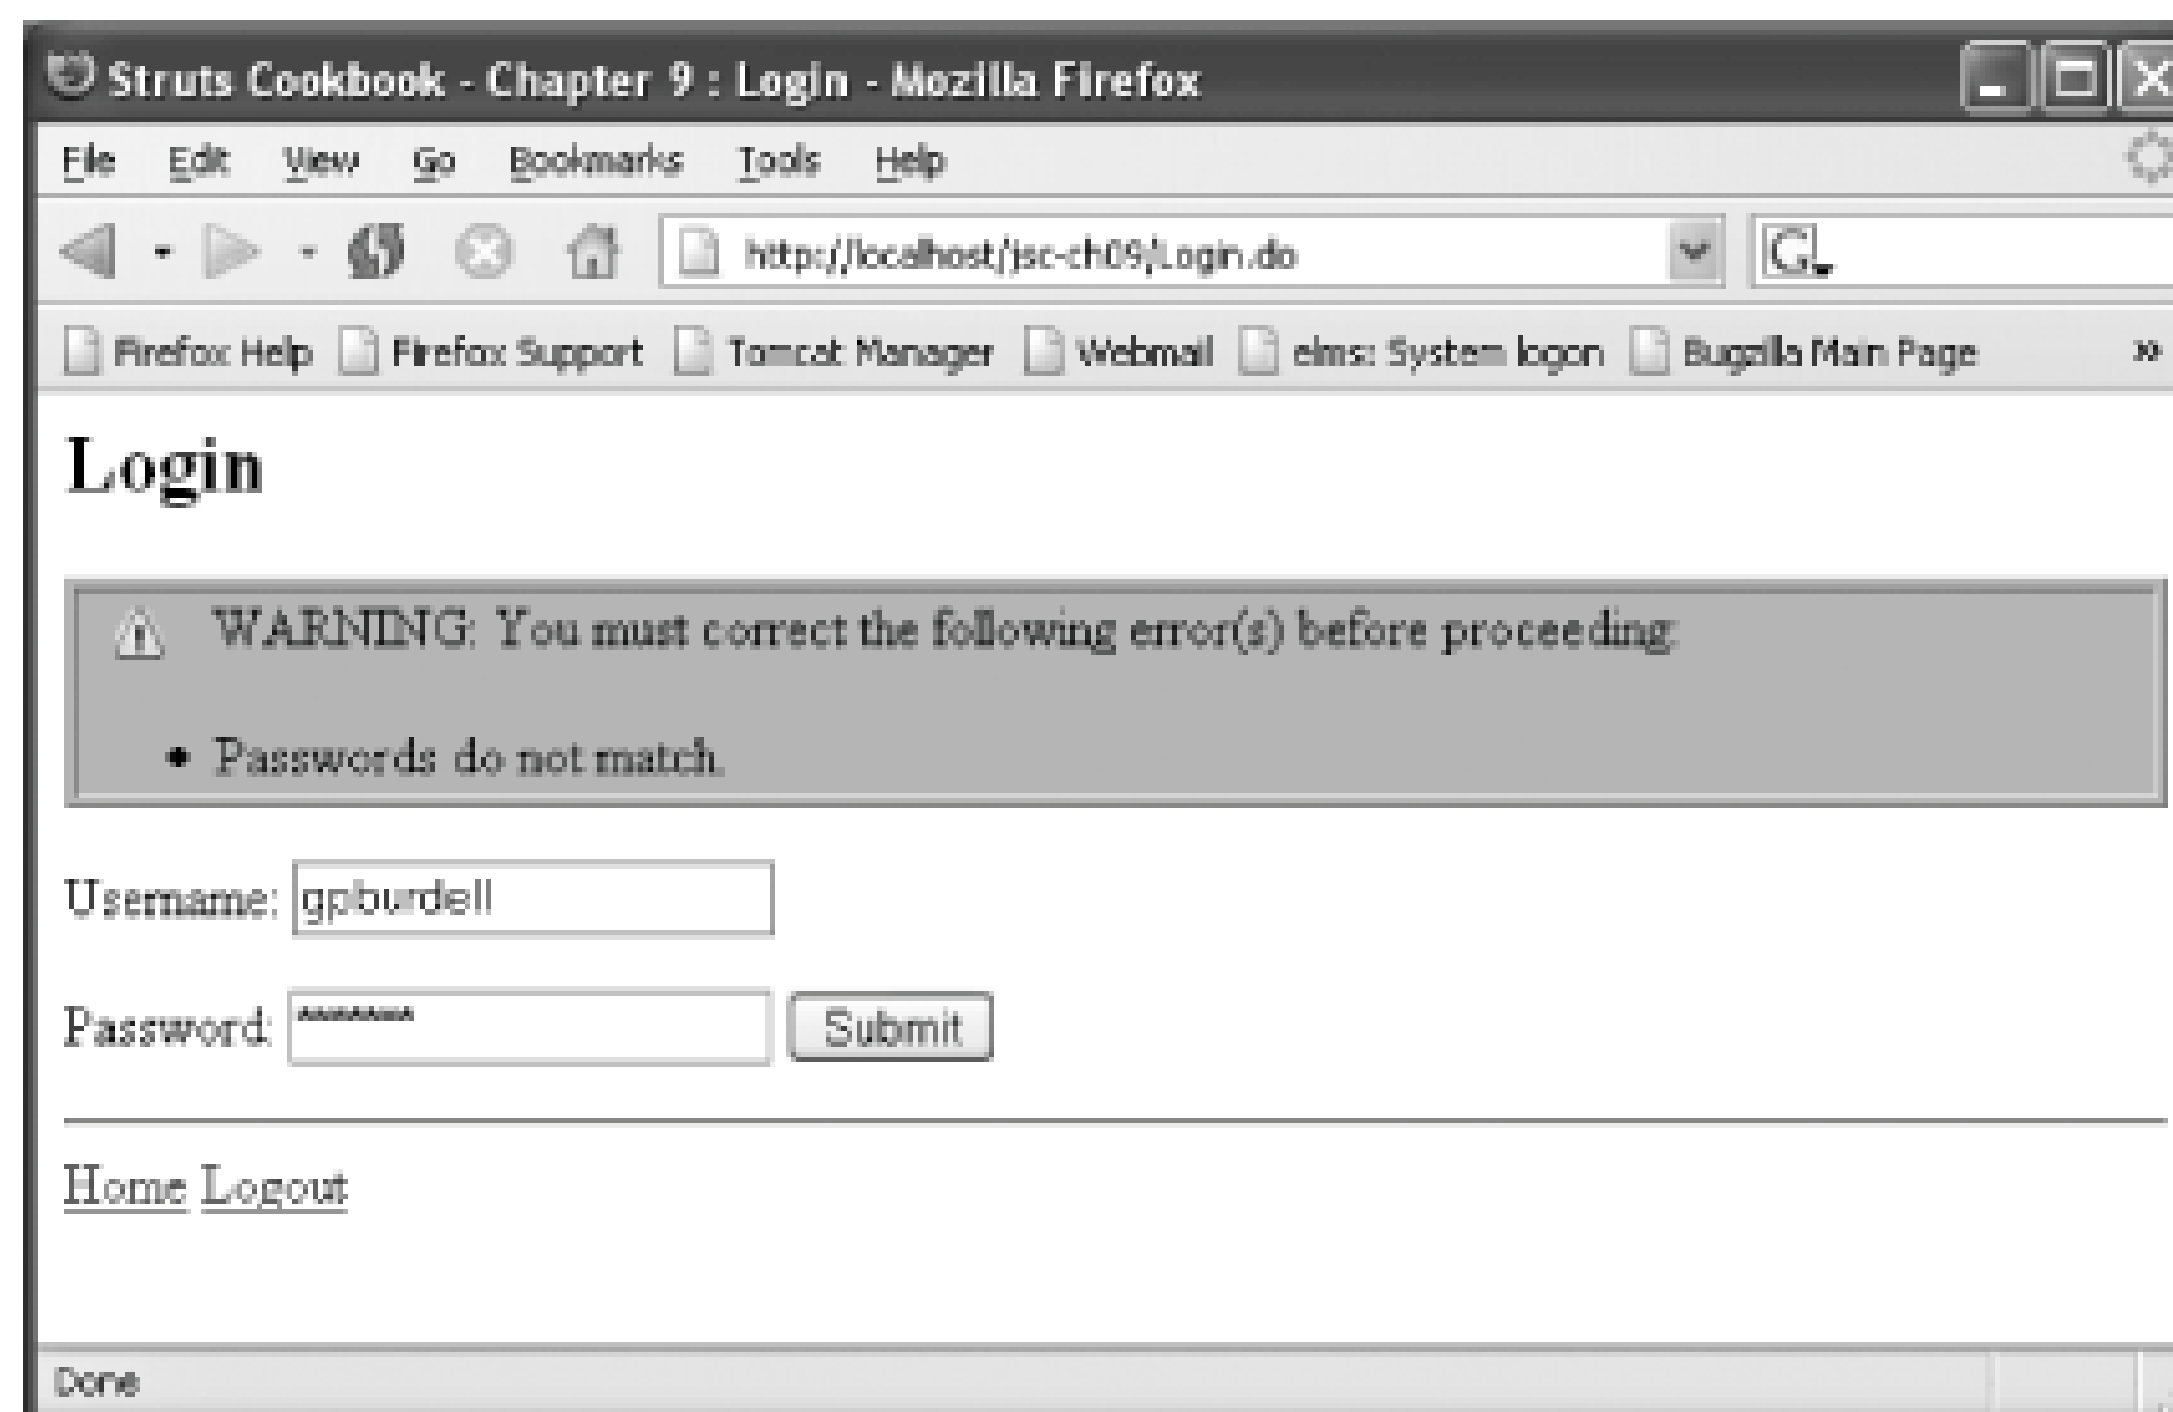 Struts Cookbook - Chapter 9 : Login - Mozilla Firefox
File Edit View Go Bookmarks Tools Help
http://localhost/jsc-ch09/Login.do G
Firefox Help Firefox Support Tomcat Manager Webmail elms: System logon Bugzilla Main Page »
Login
WARNING: You must correct the following error(s) before proceeding:
• Passwords do not match.
Username: gpburdell
Password: ******** Submit
Home Logout
Done